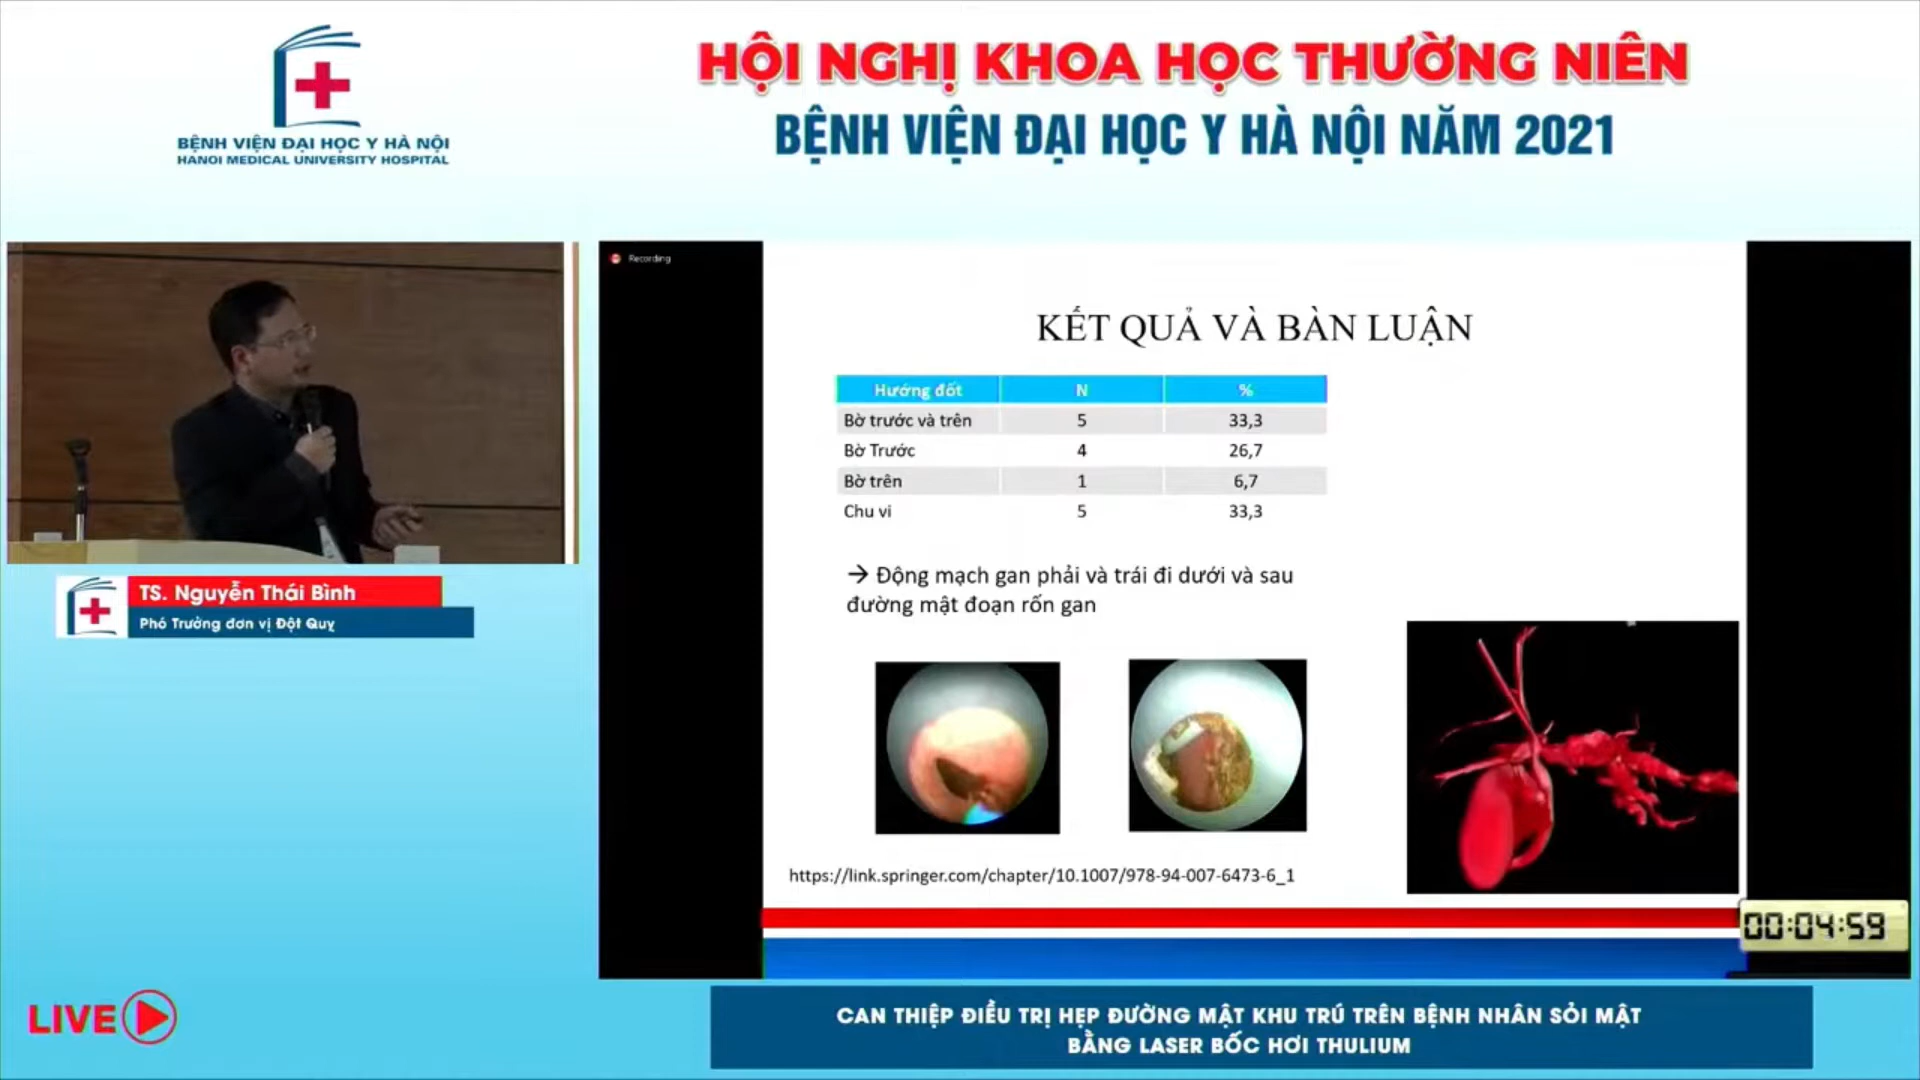 BỆNH VIỆN ĐẠI HỌC Y HÀ NỘI
HANOI MEDICAL UNIVERSITY HOSPITAL
HỘI NGHỊ KHOA HỌC THƯỜNG NIÊN
BỆNH VIỆN ĐẠI HỌC Y HÀ NỘI NĂM 2021
Recording
KẾT QUẢ VÀ BÀN LUẬN
Hướng đốt N %
Bờ trước và trên 5 33,3
Bờ Trước 4 26,7
Bờ trên 1 6,7
Chu vi 5 33,3
→ Động mạch gan phải và trái đi dưới và sau
đường mật đoạn rốn gan
https://link.springer.com/chapter/10.1007/978-94-007-6473-6_1
00:04:59
TS. Nguyễn Thái Bình
Phó Trưởng đơn vị Đột Quỵ
LIVE
CAN THIỆP ĐIỀU TRỊ HẸP ĐƯỜNG MẬT KHU TRÚ TRÊN BỆNH NHÂN SỎI MẬT
BẰNG LASER BỐC HƠI THULIUM